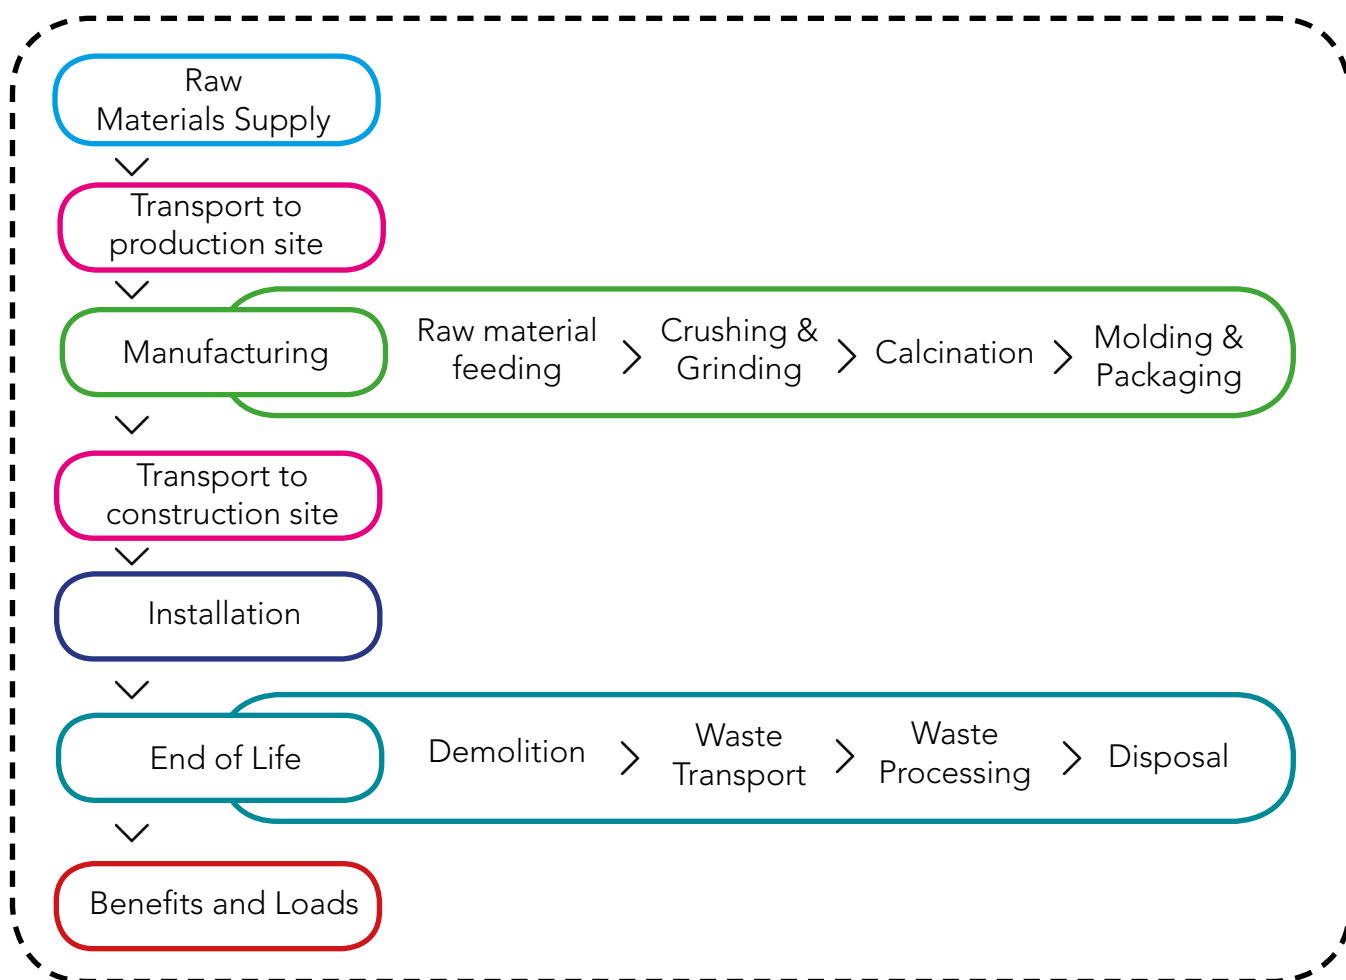 Raw
Materials Supply
Transport to
production site
Manufacturing
Raw material
feeding
Crushing &
Grinding
Calcination
Molding &
Packaging
Transport to
construction site
Installation
End of Life
Demolition
Waste
Transport
Waste
Processing
Disposal
Benefits and Loads